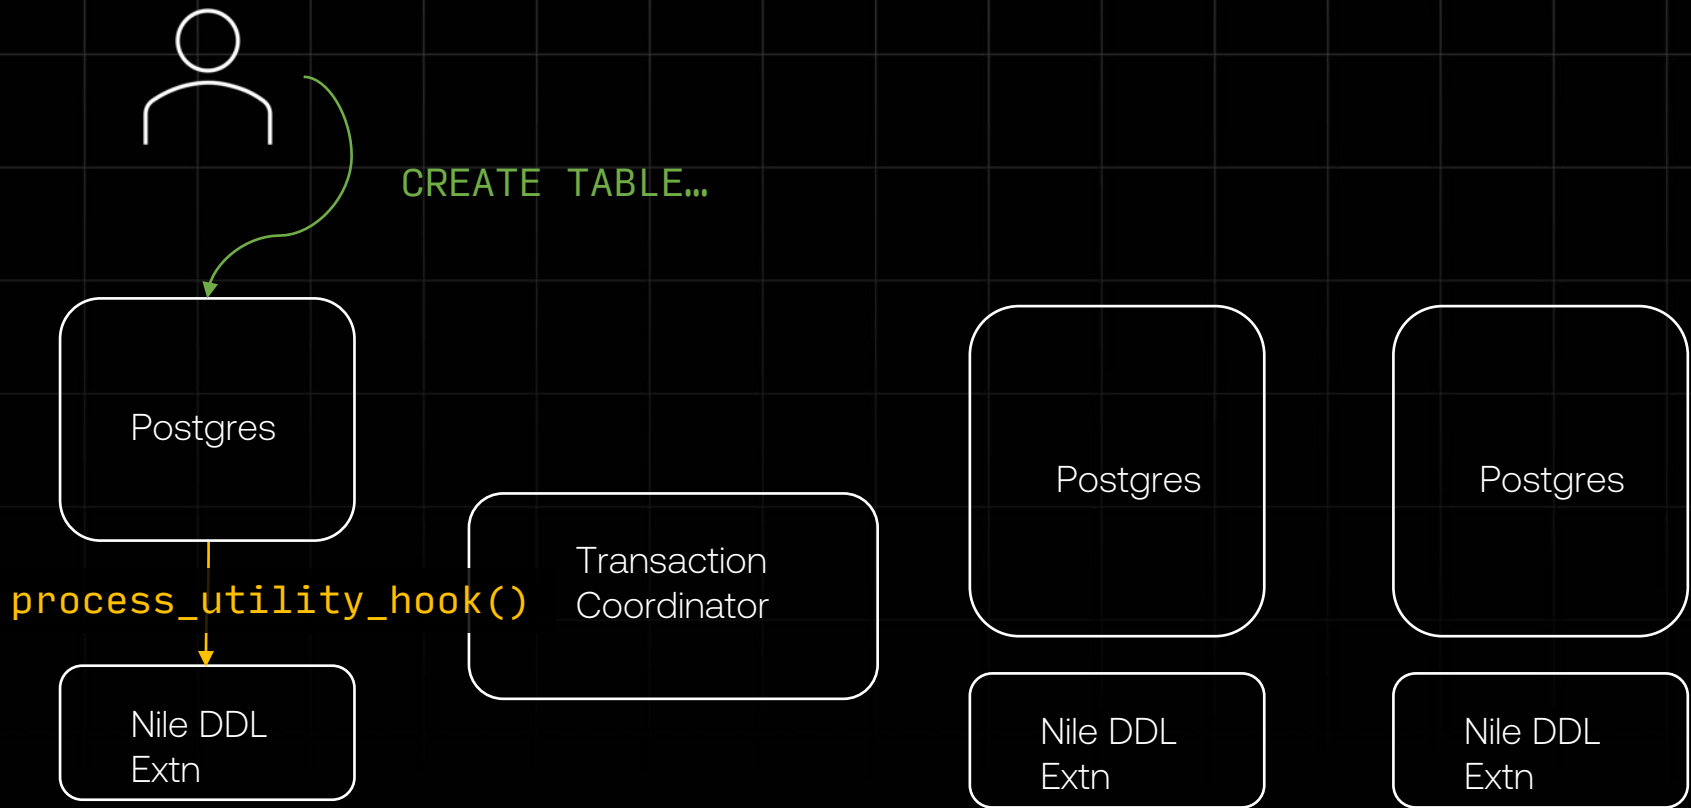 CREATE TABLE…
Postgres
Postgres
Postgres
process_utility_hook()
Transaction
Coordinator
Nile DDL
Extn
Nile DDL
Extn
Nile DDL
Extn